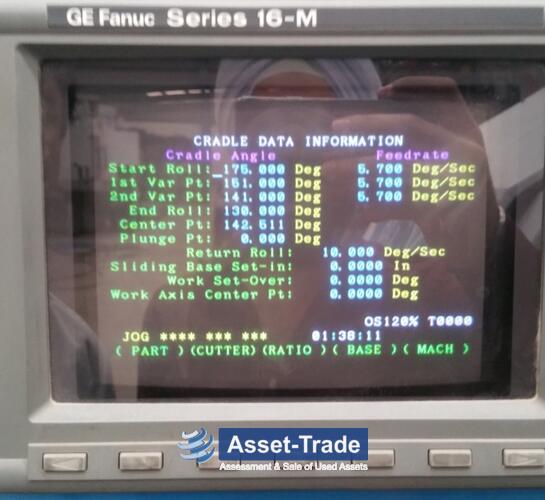 GE Fanuc Series 16-M
CRADLE DATA INFORMATION
Cradle Angle Feedrate
Start Roll: 175.000 Deg 5.700 Deg/Sec
1st Var Pt: 151.000 Deg 5.700 Deg/Sec
2nd Var Pt: 141.000 Deg 5.700 Deg/Sec
End Roll: 130.000 Deg
Center Pt: 142.511 Deg
Plunge Pt: 0.000 Deg
Return Roll: 10.000 Deg/Sec
Sliding Base Set-in: 0.0000 In
Work Set-Over: 0.0000 Deg
Work Axis Center Pt: 0.0000 Deg
OS120% T0000
JOG **** *** *** 01:38:11
( PART ) (CUTTER) (RATIO) ( BASE ) ( MACH )
Asset-Trade
Assessment & Sale of Used Assets